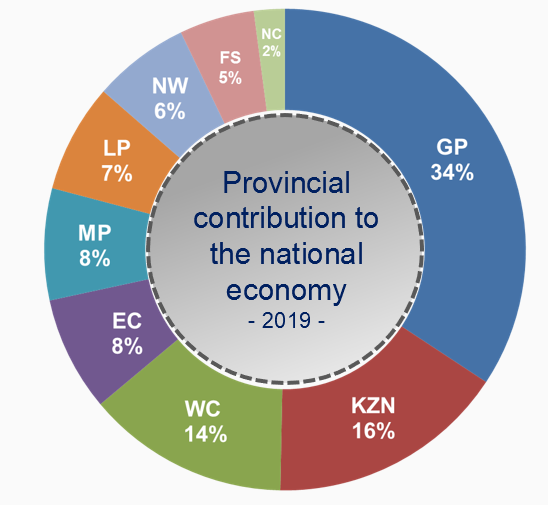 Provincial
contribution to
the national
economy
- 2019 -
GP
34%
KZN
16%
WC
14%
EC
8%
MP
8%
LP
7%
NW
6%
FS
5%
NC
2%